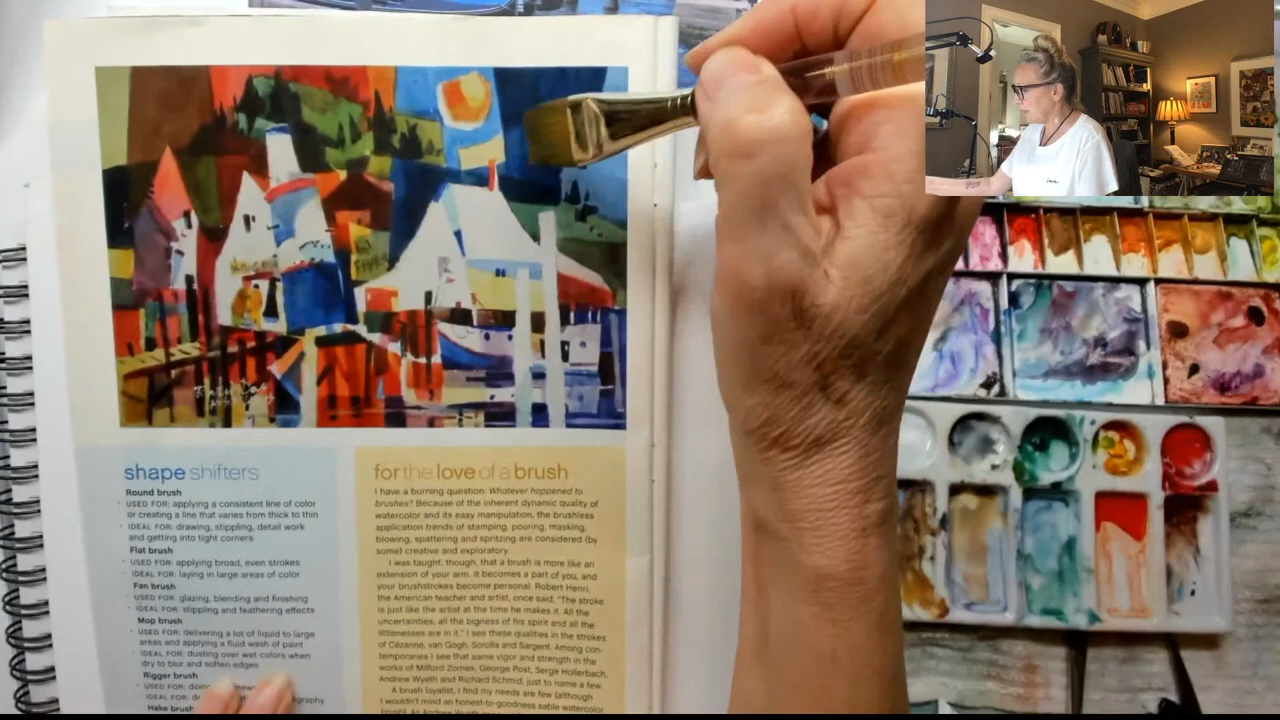 shape shifters
Round brush
USED FOR: applying a consistent line of color
or creating a line that varies from thick to thin
IDEAL FOR: drawing, stippling, detail work
and getting into tight corners
Flat brush
USED FOR: applying broad, even strokes
IDEAL FOR: laying in large areas of color
Fan brush
USED FOR: glazing, blending and finishing
IDEAL FOR: stippling and feathering effects
Mop brush
USED FOR: delivering a lot of liquid to large
areas and applying a fluid wash of paint
IDEAL FOR: dusting over wet colors when
dry to blur and soften edges
Rigger brush
USED FOR:
IDEAL FOR:
Hake brush
for the love of a brush
I have a burning question: Whatever happened to
brushes? Because of the inherent dynamic quality of
watercolor and its easy manipulation, the brushless
application trends of stamping, pouring, masking,
blowing, spattering and spritzing are considered (by
some) creative and exploratory.
I was taught, though, that a brush is more like an
extension of your arm. It becomes a part of you, and
your brushstrokes become personal. Robert Henri,
the American teacher and artist, once said, "The stroke
is just like the artist at the time he makes it. All the
uncertainties, all the bigness of his spirit and all the
littlenesses are in it." I see these qualities in the strokes
of Cézanne, van Gogh, Sorolla and Sargent. Among con-
temporaries I see that same vigor and strength in the
works of Milford Zornes, George Post, Serge Hollerbach,
Andrew Wyeth and Richard Schmid, just to name a few.
A brush loyalist, I find my needs are few (although
I wouldn't mind an honest-to-goodness sable watercolor
brush). As Andrew Wyeth